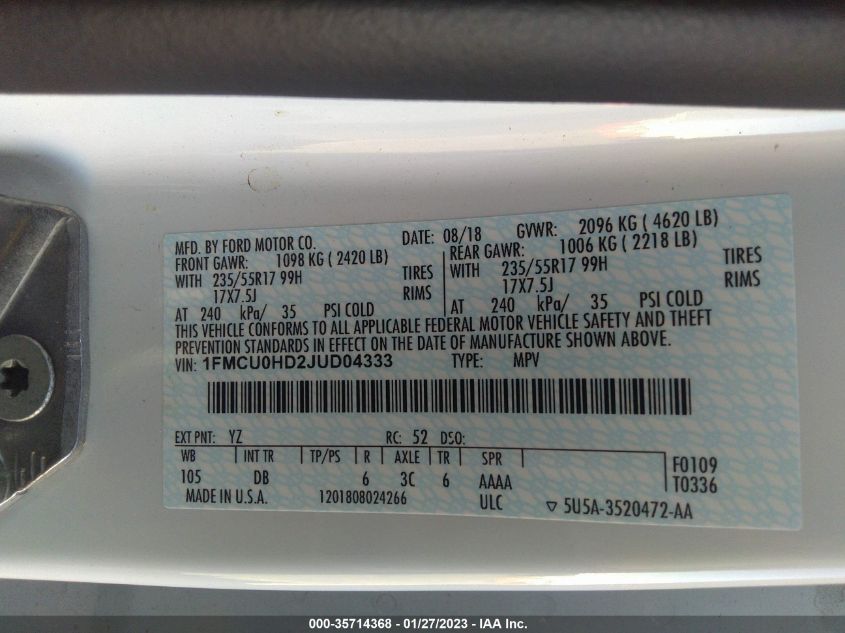 MFD. BY FORD MOTOR CO. DATE: 08/18 GVWR: 2096 KG ( 4620 LB)
FRONT GAWR: 1098 KG ( 2420 LB) REAR GAWR: 1006 KG ( 2218 LB)
WITH 235/55R17 99H TIRES WITH 235/55R17 99H TIRES
17X7.5J RIMS 17X7.5J RIMS
AT 240 kPa/ 35 PSI COLD AT 240 kPa/ 35 PSI COLD
THIS VEHICLE CONFORMS TO ALL APPLICABLE FEDERAL MOTOR VEHICLE SAFETY AND THEFT
PREVENTION STANDARDS IN EFFECT ON THE DATE OF MANUFACTURE SHOWN ABOVE.
VIN: 1FMCU0HD2JUD04333 TYPE: MPV
EXT PNT: YZ RC: 52 DSO:
WB INT TR TP/PS R AXLE TR SPR F0109
105 DB 6 3C 6 AAAA T0336
MADE IN U.S.A. 1201808024266 ULC ▽ 5U5A-3520472-AA
000-35714368 - 01/27/2023 - IAA Inc.